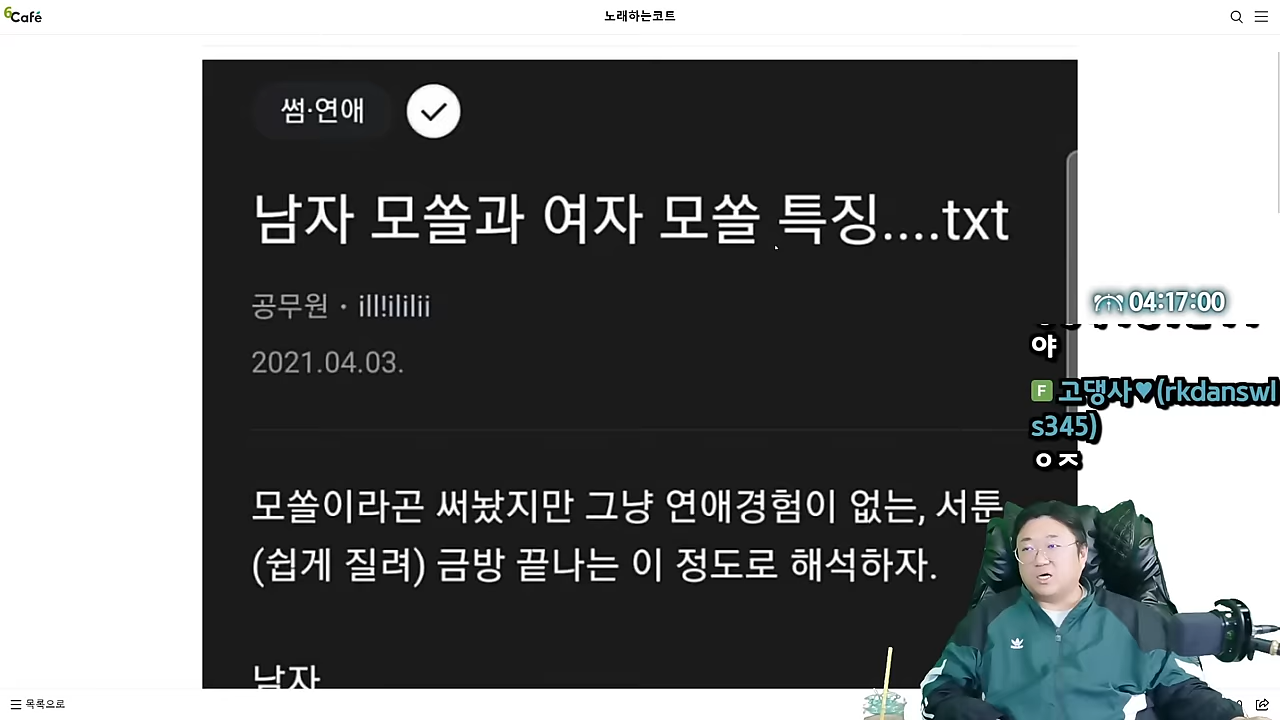 6Café
노래하는코트
썸·연애
남자 모쏠과 여자 모쏠 특징....txt
공무원 · ill!ililii
2021.04.03.
04:17:00
야
F 고댕사♥(rkdanswl
s345)
ㅇㅈ
모쏠이라곤 써놨지만 그냥 연애경험이 없는, 서툰
(쉽게 질려) 금방 끝나는 이 정도로 해석하자.
남자
목록으로